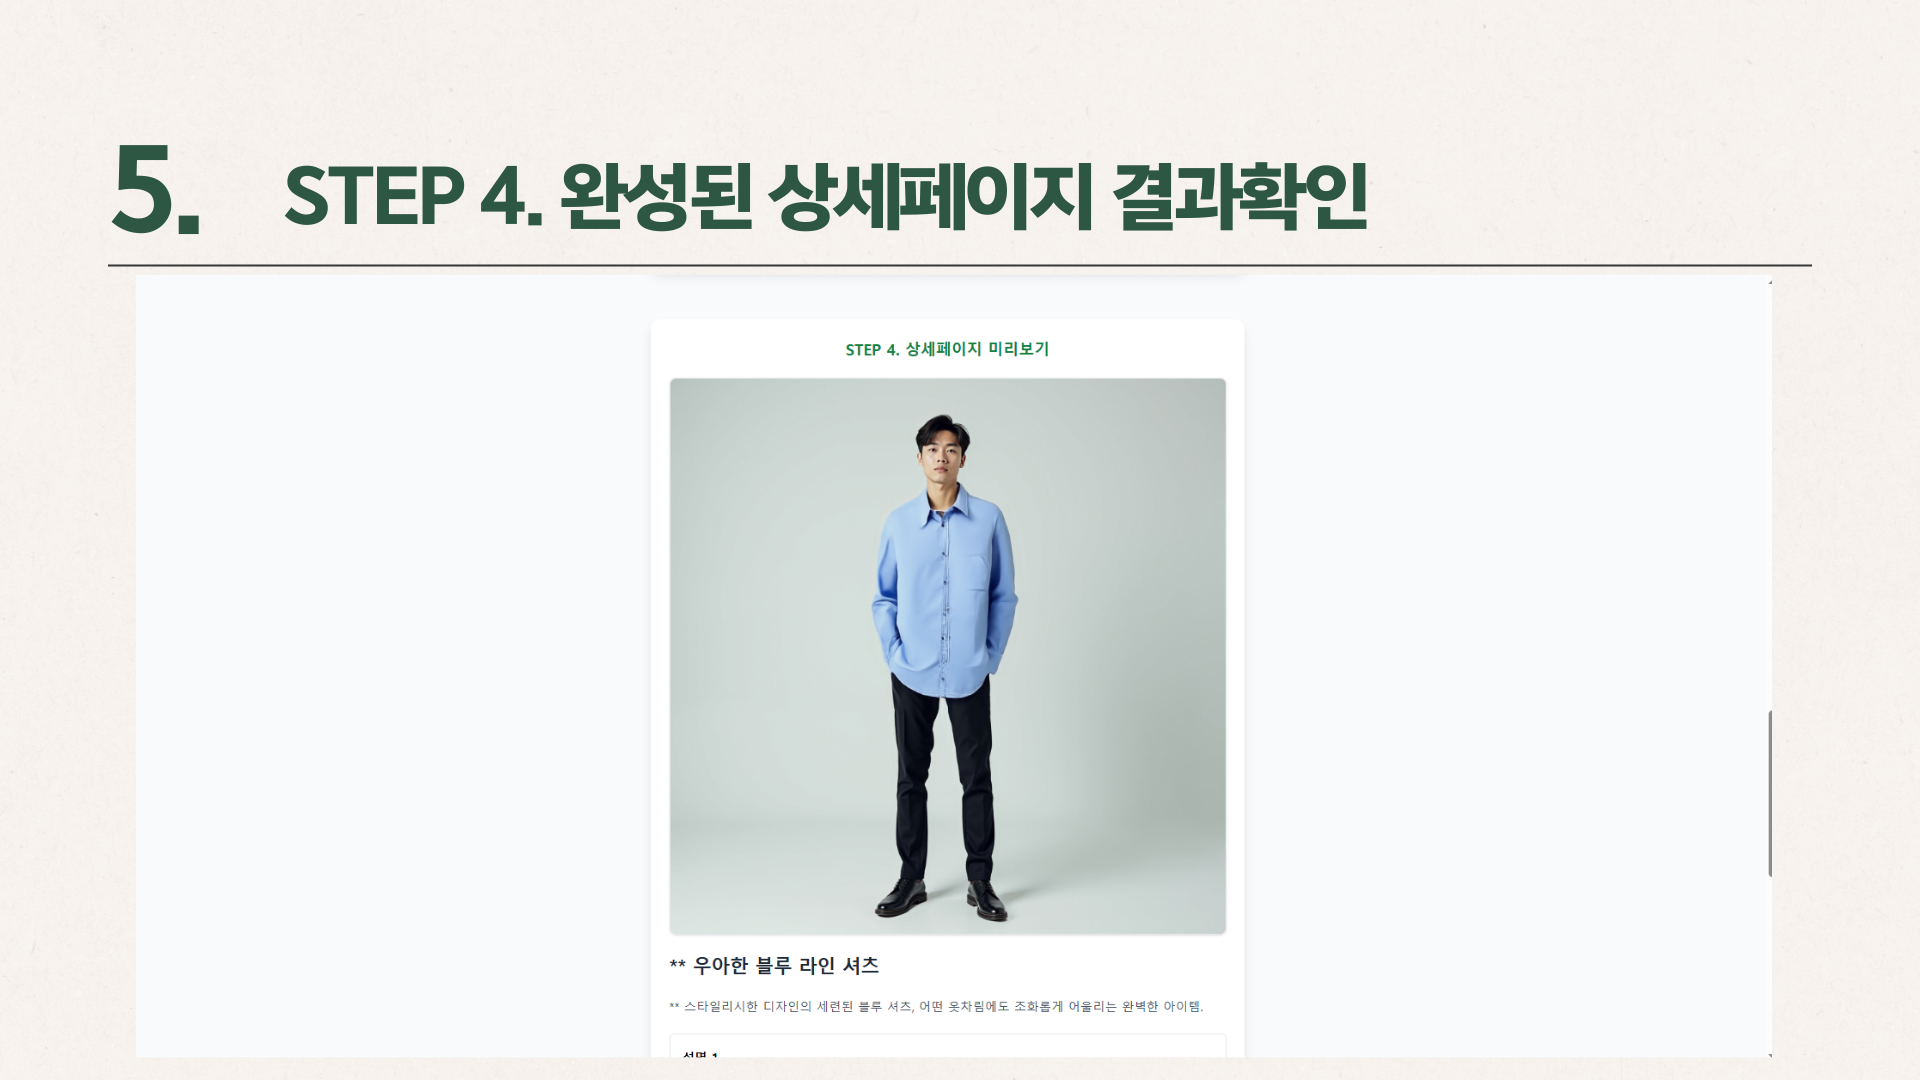 5. STEP 4. 완성된 상세페이지 결과확인
STEP 4. 상세페이지 미리보기
** 우아한 블루 라인 셔츠
** 스타일리시한 디자인의 세련된 블루 셔츠, 어떤 옷차림에도 조화롭게 어울리는 완벽한 아이템.
설명 1